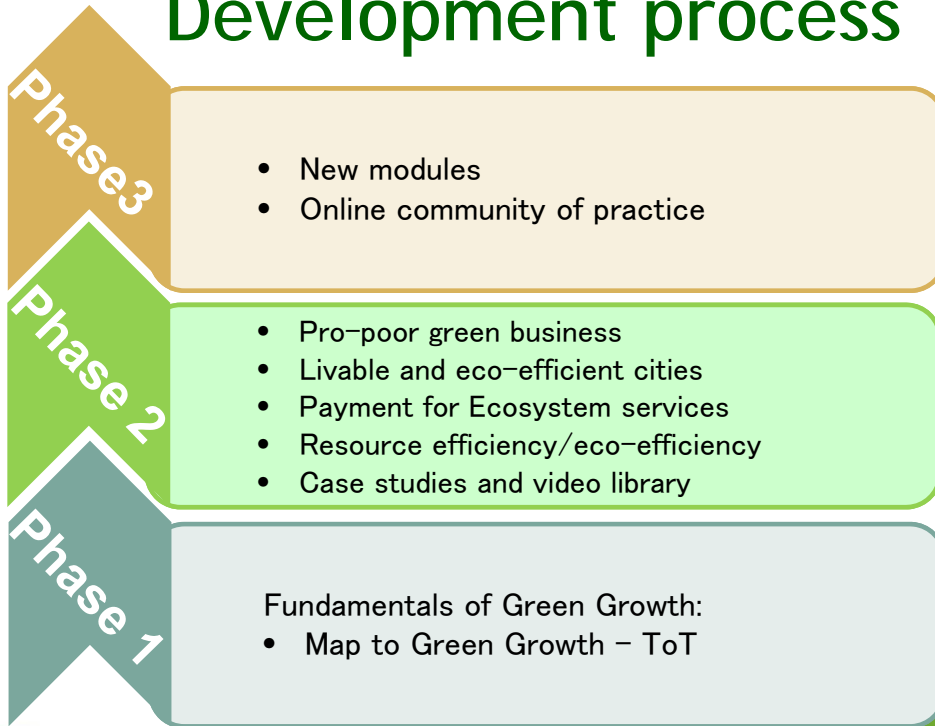 Development process
Phase3
• New modules
• Online community of practice
Phase 2
• Pro-poor green business
• Livable and eco-efficient cities
• Payment for Ecosystem services
• Resource efficiency/eco-efficiency
• Case studies and video library
Phase 1
Fundamentals of Green Growth:
• Map to Green Growth – ToT